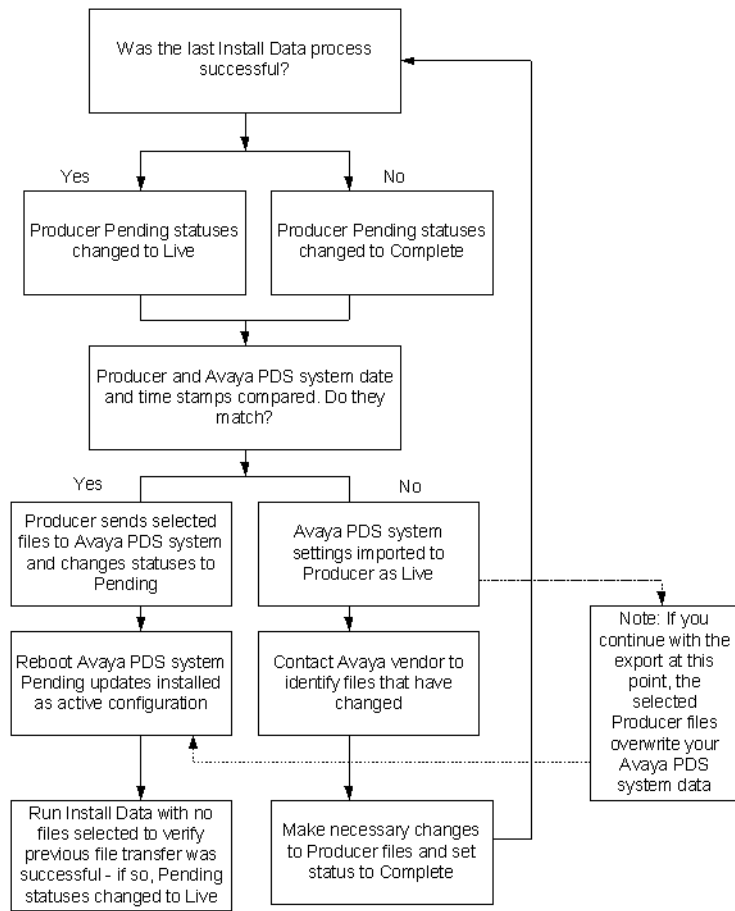 Was the last Install Data process
successful?
Yes
No
Producer Pending statuses
changed to Live
Producer Pending statuses
changed to Complete
Producer and Avaya PDS system date
and time stamps compared. Do they
match?
Yes
No
Producer sends selected
files to Avaya PDS system
and changes statuses to
Pending
Avaya PDS system
settings imported to
Producer as Live
Note: If you
continue with the
export at this
point, the
selected
Producer files
overwrite your
Avaya PDS
system data
Reboot Avaya PDS system
Pending updates installed
as active configuration
Contact Avaya vendor to
identify files that have
changed
Run Install Data with no
files selected to verify
previous file transfer was
successful - if so, Pending
statuses changed to Live
Make necessary changes
to Producer files and set
status to Complete